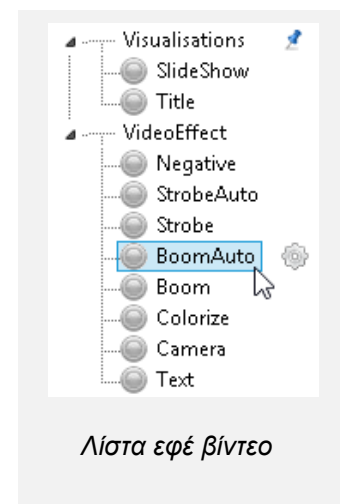 Visualisations
SlideShow
Title
VideoEffect
Negative
StrobeAuto
Strobe
BoomAuto
Boom
Colorize
Camera
Text
Λίστα εφέ βίντεο